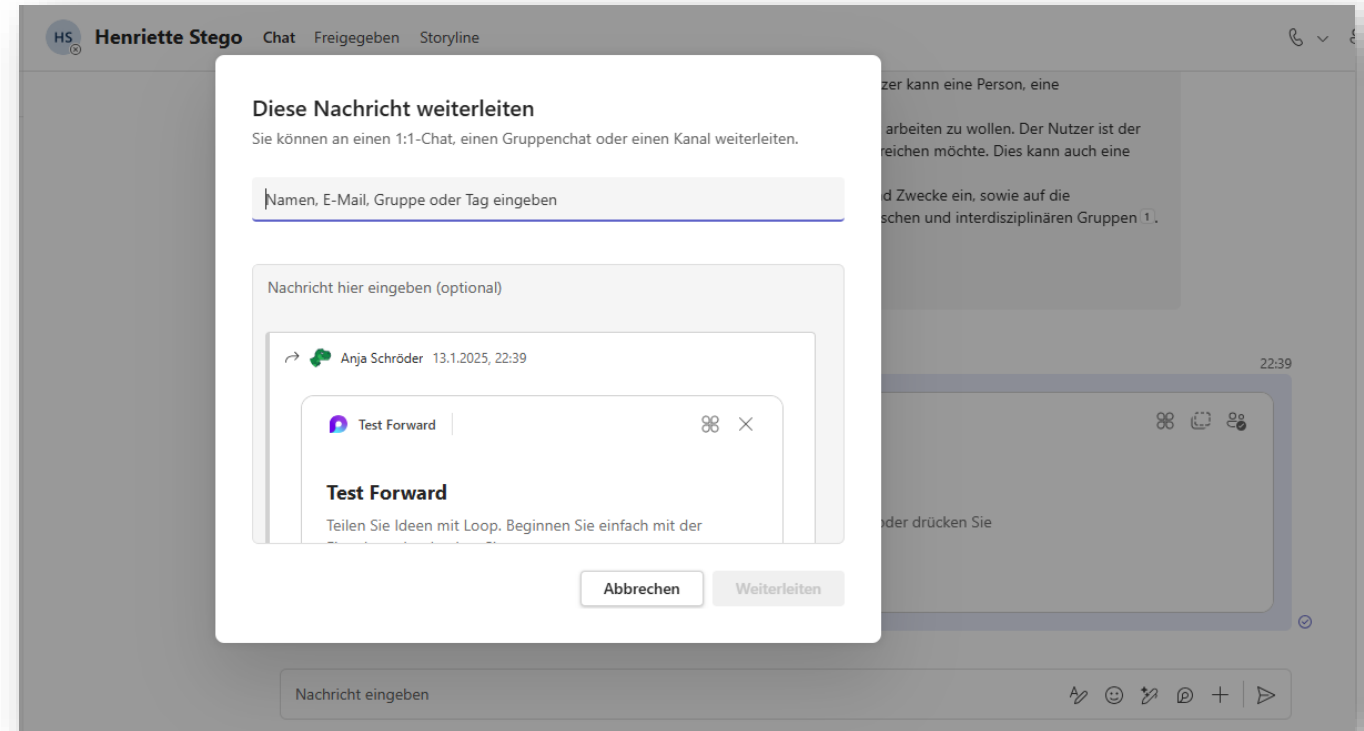 HS Henriette Stego Chat Freigegeben Storyline
zer kann eine Person, eine
arbeiten zu wollen. Der Nutzer ist der
reichen möchte. Dies kann auch eine
d Zwecke ein, sowie auf die
schen und interdisziplinären Gruppen 1.
Diese Nachricht weiterleiten
Sie können an einen 1:1-Chat, einen Gruppenchat oder einen Kanal weiterleiten.
Namen, E-Mail, Gruppe oder Tag eingeben
Nachricht hier eingeben (optional)
Anja Schröder 13.1.2025, 22:39
Test Forward
Test Forward
Teilen Sie Ideen mit Loop. Beginnen Sie einfach mit der
Abbrechen Weiterleiten
22:39
oder drücken Sie
Nachricht eingeben